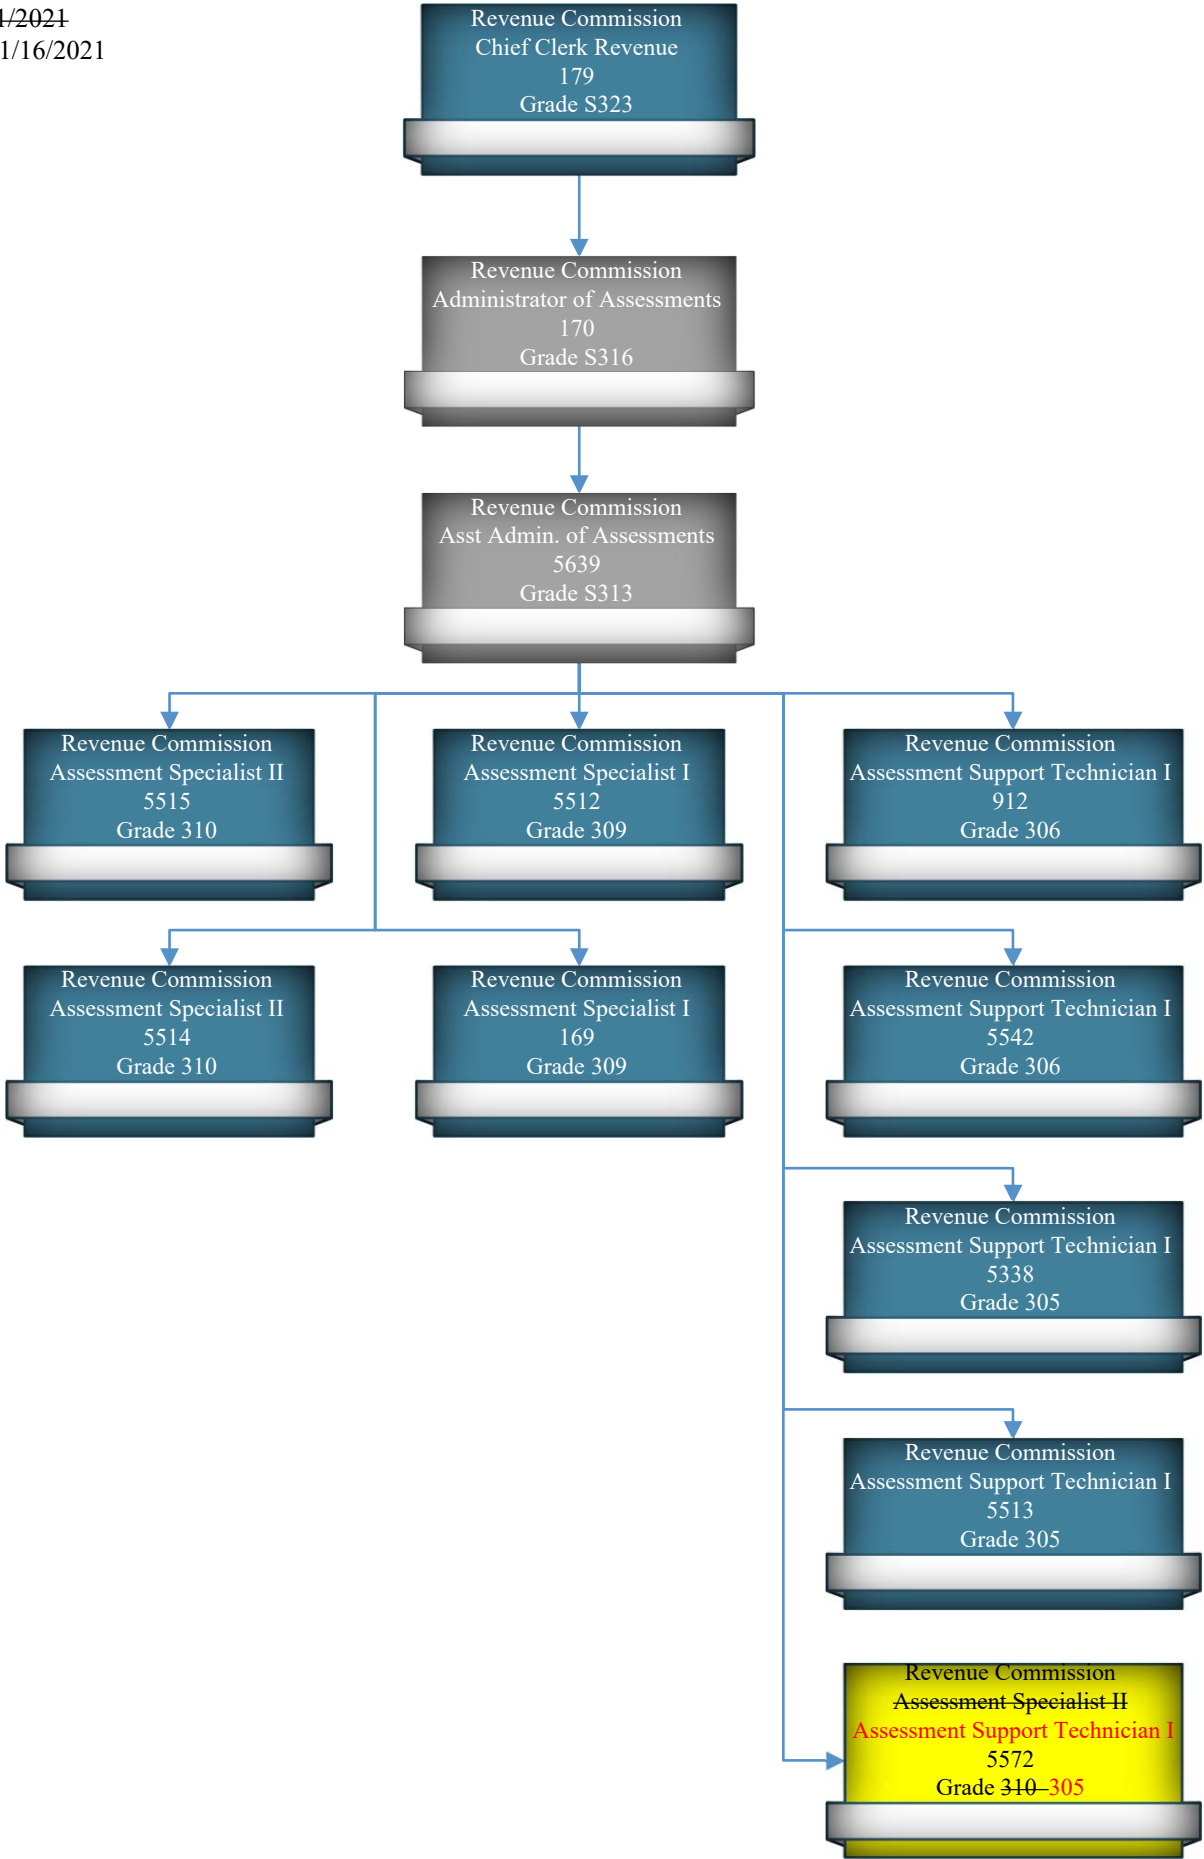 1/2021
1/16/2021
Revenue Commission
Chief Clerk Revenue
179
Grade S323
Revenue Commission
Administrator of Assessments
170
Grade S316
Revenue Commission
Asst Admin. of Assessments
5639
Grade S313
Revenue Commission
Assessment Specialist II
5515
Grade 310
Revenue Commission
Assessment Specialist I
5512
Grade 309
Revenue Commission
Assessment Support Technician I
912
Grade 306
Revenue Commission
Assessment Specialist II
5514
Grade 310
Revenue Commission
Assessment Specialist I
169
Grade 309
Revenue Commission
Assessment Support Technician I
5542
Grade 306
Revenue Commission
Assessment Support Technician I
5338
Grade 305
Revenue Commission
Assessment Support Technician I
5513
Grade 305
Revenue Commission
Assessment Specialist II
Assessment Support Technician I
5572
Grade 310 305